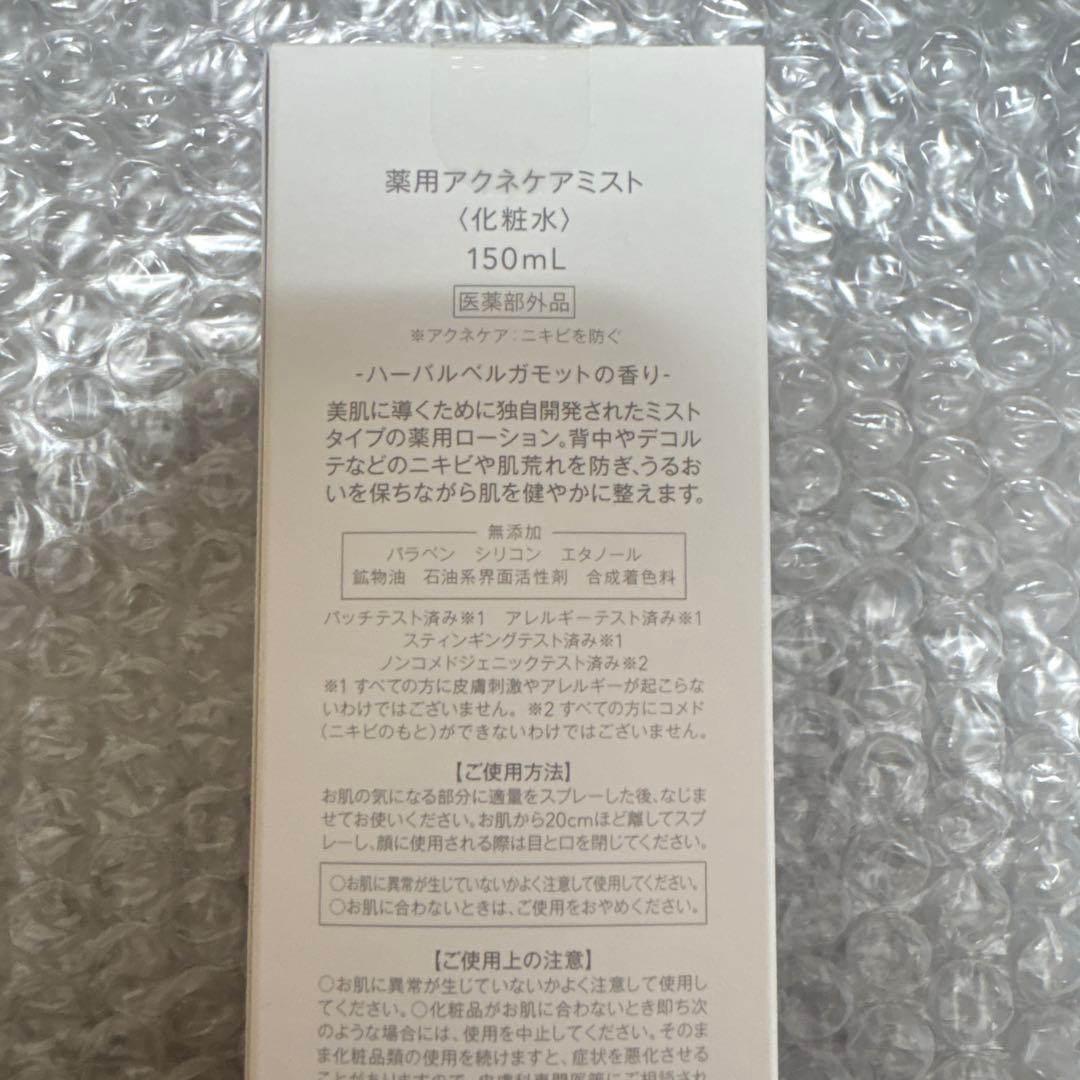 薬用アクネケアミスト
〈化粧水〉
150mL
医薬部外品
※アクネケア:ニキビを防ぐ
-ハーバルベルガモットの香り-
美肌に導くために独自開発されたミスト
タイプの薬用ローション。背中やデコル
テなどのニキビや肌荒れを防ぎ、うるお
いを保ちながら肌を健やかに整えます。
無添加
パラベン シリコン エタノール
鉱物油 石油系界面活性剤 合成着色料
パッチテスト済み※1 アレルギーテスト済み※1
スティンギングテスト済み※1
ノンコメドジェニックテスト済み※2
※1 すべての方に皮膚刺激やアレルギーが起こらな
いわけではございません。 ※2 すべての方にコメド
(ニキビのもと)ができないわけではございません。
【ご使用方法】
お肌の気になる部分に適量をスプレーした後、なじま
せてお使いください。お肌から20cmほど離してスプ
レーし、顔に使用される際は目と口を閉じてください。
○お肌に異常が生じていないかよく注意して使用してください。
○お肌に合わないときは、ご使用をおやめください。
【ご使用上の注意】
○お肌に異常が生じていないかよく注意して使用し
てください。○化粧品がお肌に合わないとき即ち次
のような場合には、使用を中止してください。そのま
ま化粧品類の使用を続けますと、症状を悪化させる
ことがありますので、皮膚科専門医等にご相談され